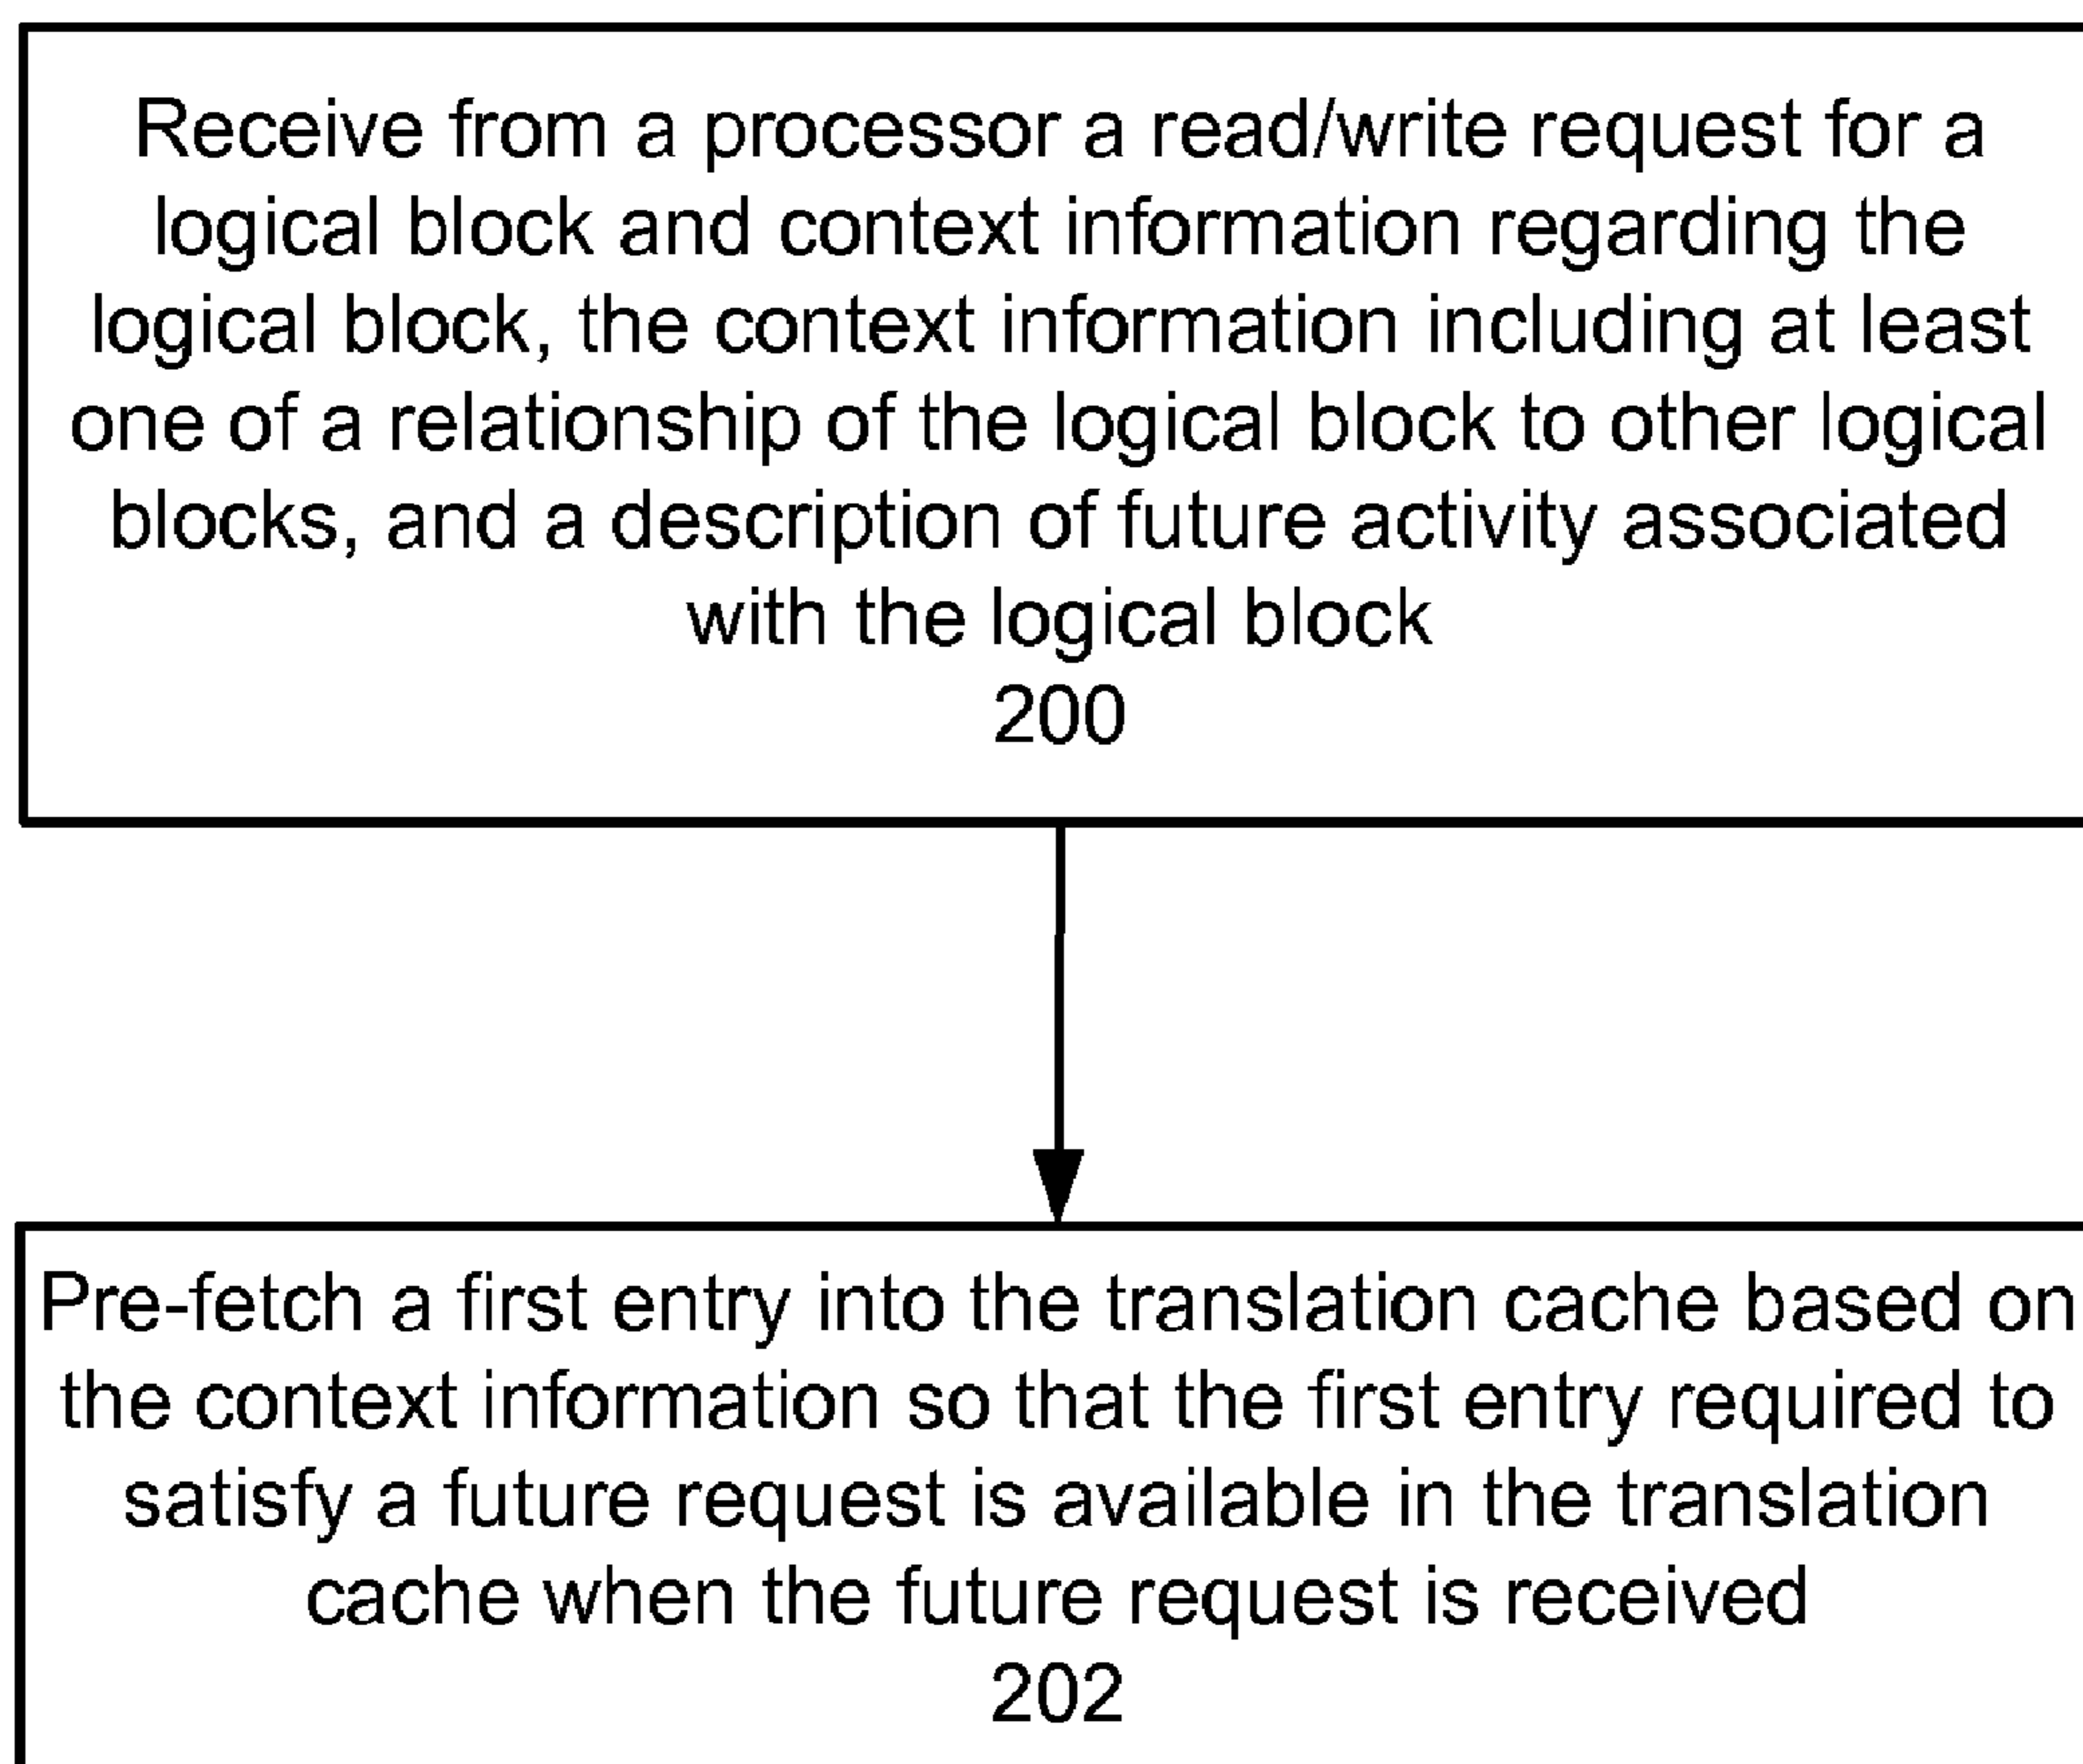 Receive from a processor a read/write request for a
logical block and context information regarding the
logical block, the context information including at least
one of a relationship of the logical block to other logical
blocks, and a description of future activity associated
with the logical block
200
Pre-fetch a first entry into the translation cache based on
the context information so that the first entry required to
satisfy a future request is available in the translation
cache when the future request is received
202